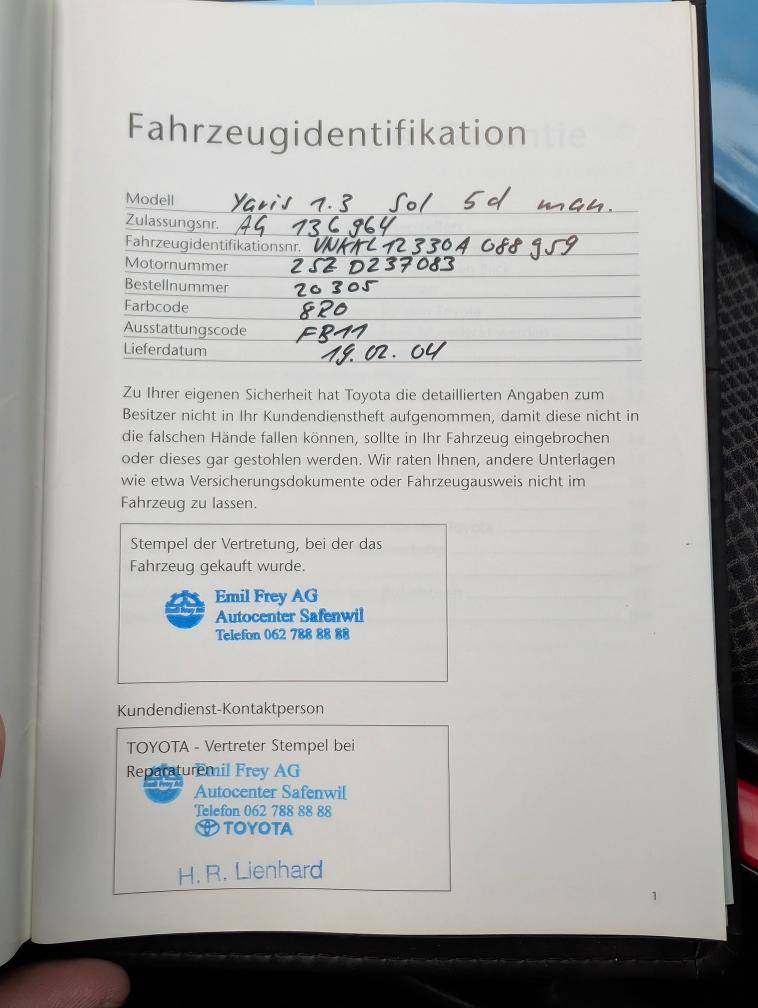 Fahrzeugidentifikation
Modell Yaris 1.3 Sol 5d man.
Zulassungsnr. AG 136 964
Fahrzeugidentifikationsnr. VNKKL12330A 088959
Motornummer 2SZ D237083
Bestellnummer 20305
Farbcode 8R0
Ausstattungscode FB11
Lieferdatum 19.02.04
Zu Ihrer eigenen Sicherheit hat Toyota die detaillierten Angaben zum
Besitzer nicht in Ihr Kundendienstheft aufgenommen, damit diese nicht in
die falschen Hände fallen können, sollte in Ihr Fahrzeug eingebrochen
oder dieses gar gestohlen werden. Wir raten Ihnen, andere Unterlagen
wie etwa Versicherungsdokumente oder Fahrzeugausweis nicht im
Fahrzeug zu lassen.
Stempel der Vertretung, bei der das
Fahrzeug gekauft wurde.
Emil Frey AG
Autocenter Safenwil
Telefon 062 788 88 88
Kundendienst-Kontaktperson
TOYOTA - Vertreter Stempel bei
Reparaturen
Emil Frey AG
Autocenter Safenwil
Telefon 062 788 88 88
TOYOTA
H. R. Lienhard
1